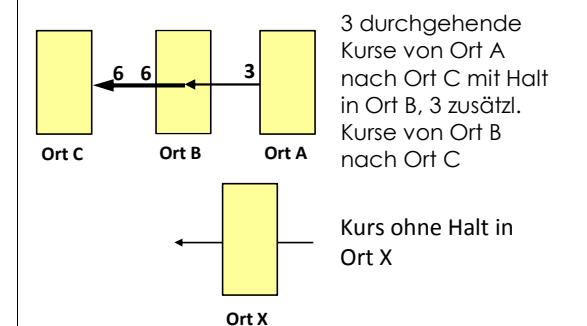 3 durchgehende
Kurse von Ort A
nach Ort C mit Halt
in Ort B, 3 zusätzl.
Kurse von Ort B
nach Ort C
6 6 3
Ort C Ort B Ort A
Kurs ohne Halt in
Ort X
Ort X